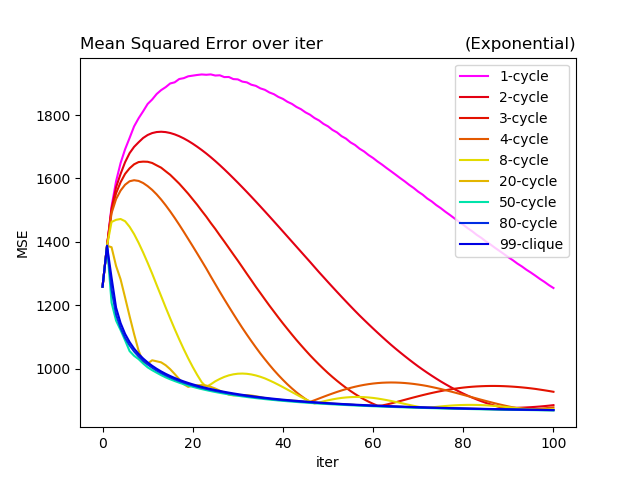 Mean Squared Error over iter (Exponential)
1-cycle
2-cycle
3-cycle
4-cycle
8-cycle
20-cycle
50-cycle
80-cycle
99-clique
MSE
1800
1600
1400
1200
1000
0 20 40 60 80 100
iter